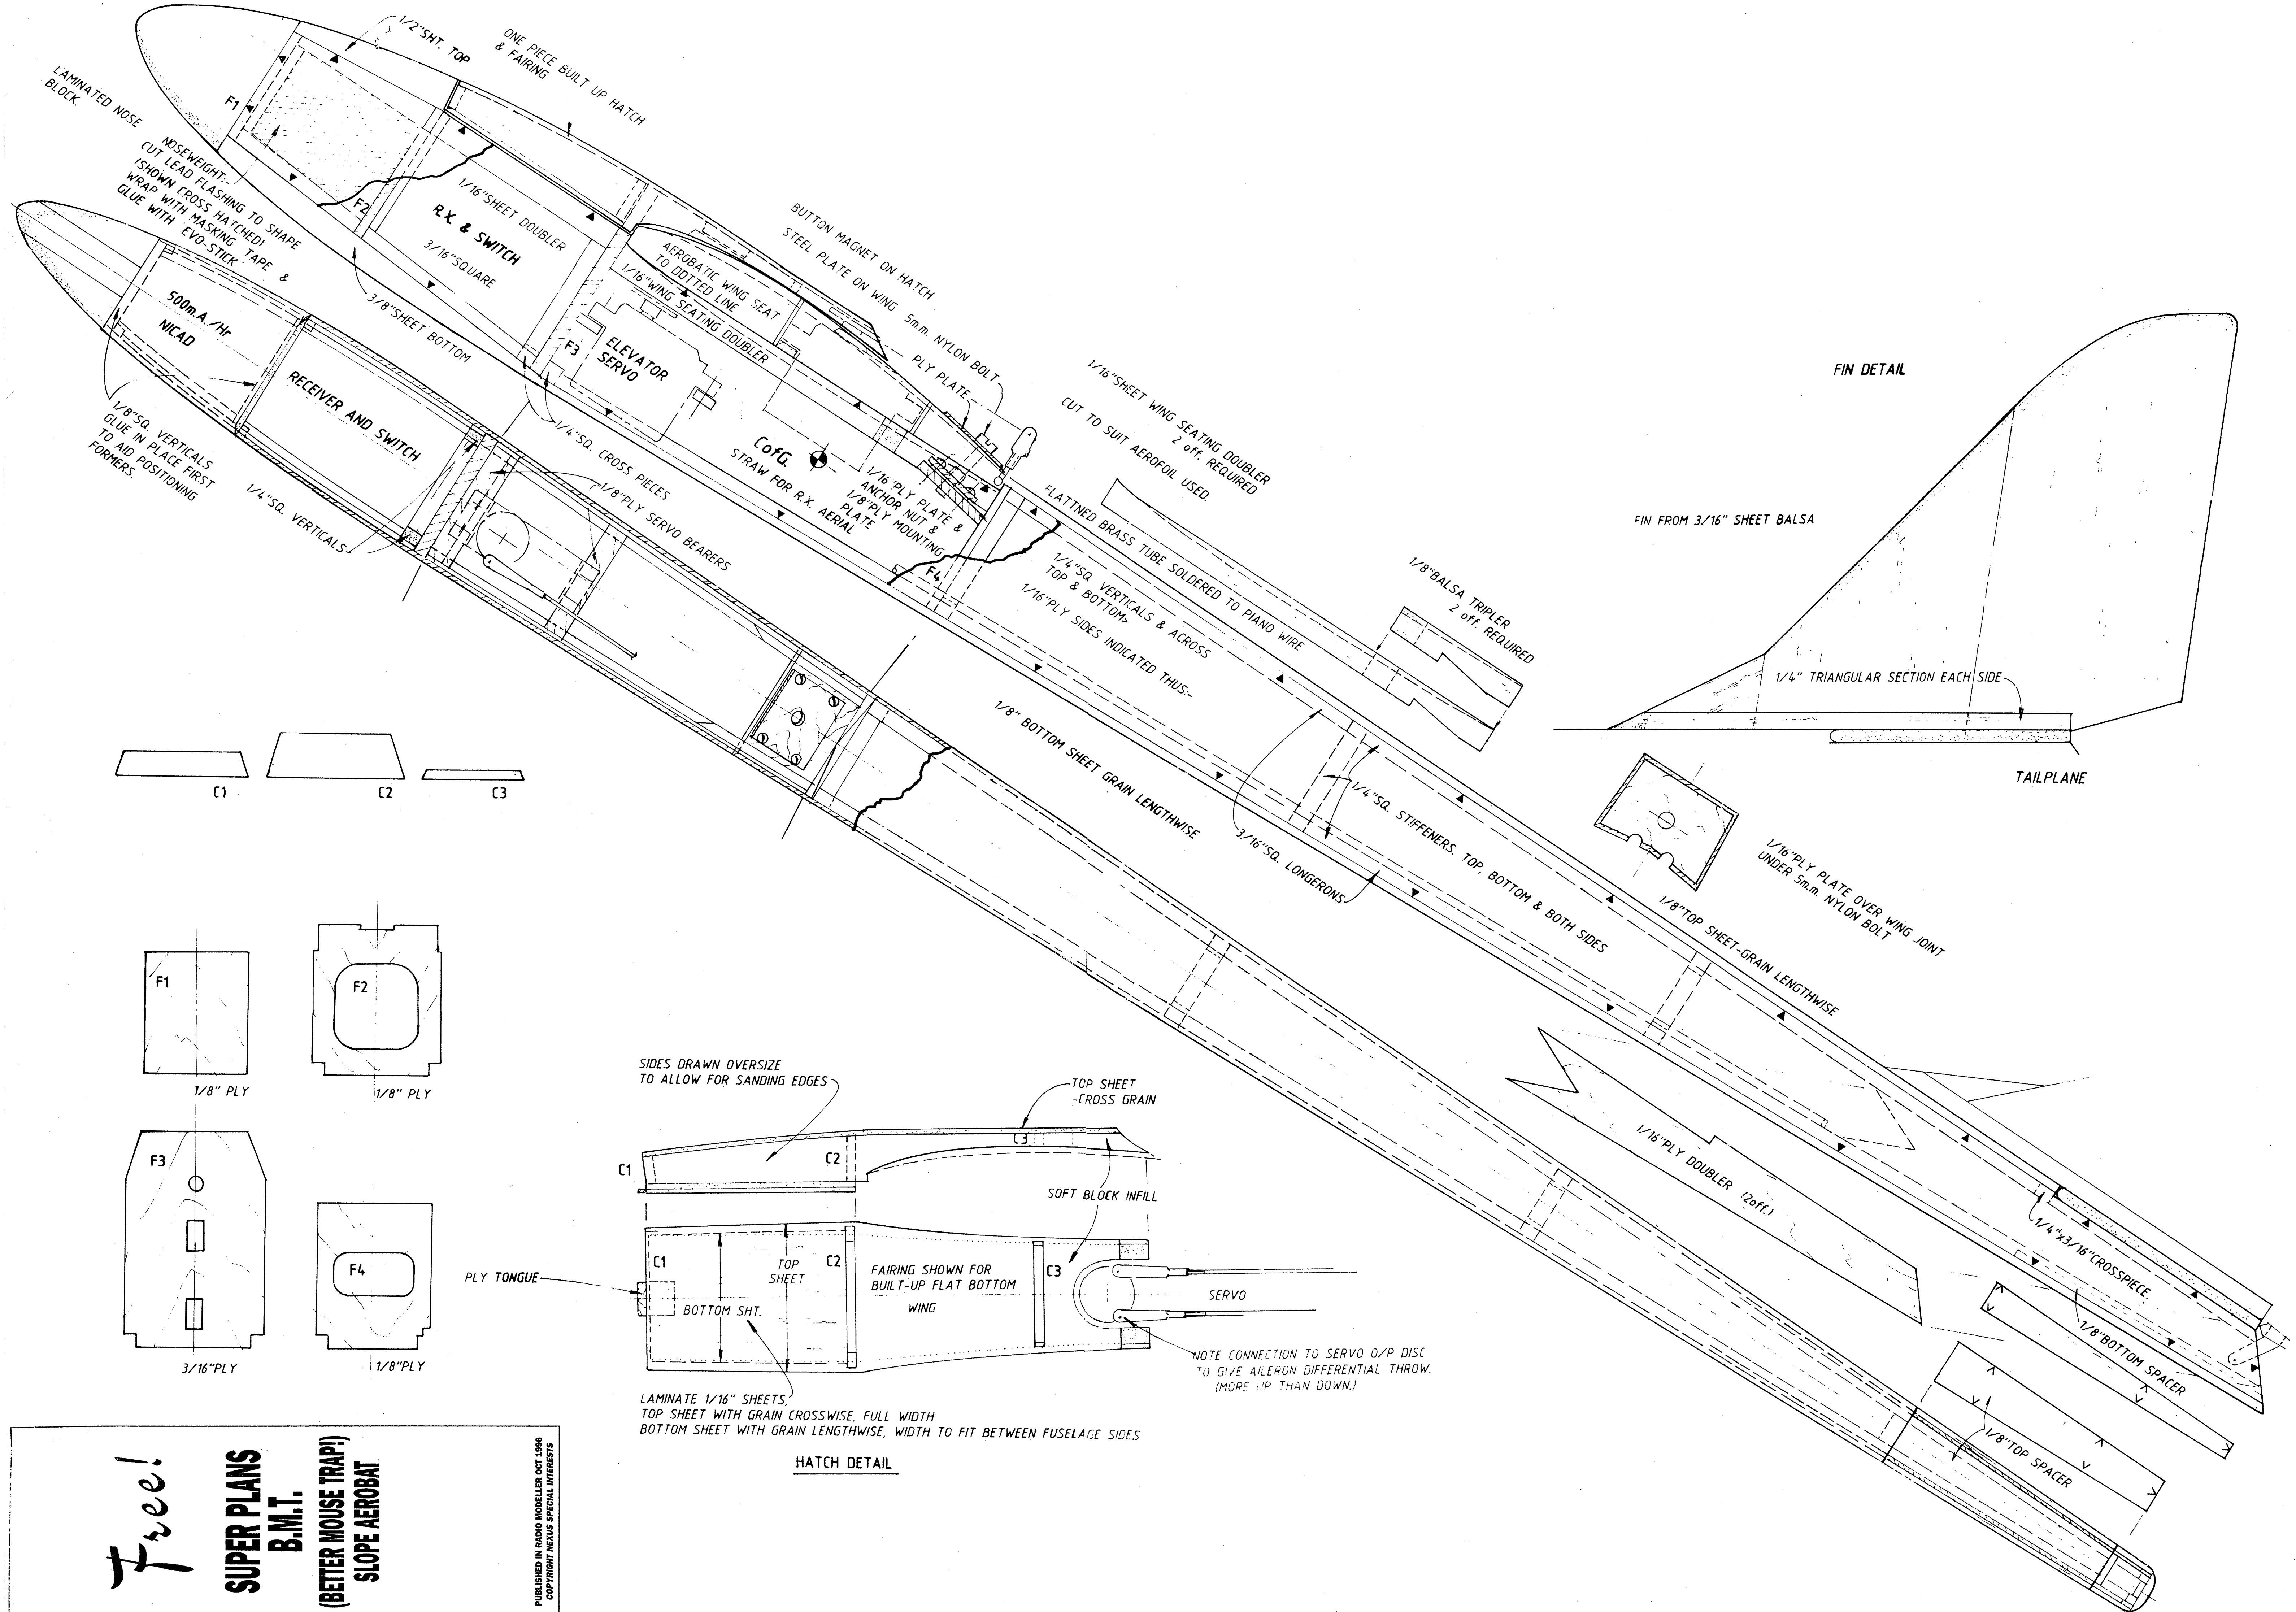 1/2"SHT. TOP
ONE PIECE BUILT UP HATCH
& FAIRING
LAMINATED NOSE
BLOCK.
F1
NOSEWEIGHT:-
CUT LEAD FLASHING TO SHAPE
(SHOWN CROSS HATCHED)
WRAP WITH MASKING TAPE &
GLUE WITH EVO-STICK
F2
1/16"SHEET DOUBLER
R.X. & SWITCH
3/16"SQUARE
3/8"SHEET BOTTOM
AEROBATIC WING SEAT
TO DOTTED LINE
1/16"WING SEATING DOUBLER
BUTTON MAGNET ON HATCH
STEEL PLATE ON WING
5m.m. NYLON BOLT
PLY PLATE
F3
ELEVATOR
SERVO
CofG.
STRAW FOR R.X. AERIAL
1/16"PLY PLATE &
ANCHOR NUT &
1/8"PLY MOUNTING
PLATE
F4
500m.A./Hr
NICAD
RECEIVER AND SWITCH
1/8"SQ. VERTICALS
GLUE IN PLACE FIRST
TO AID POSITIONING
FORMERS.
1/4"SQ. VERTICALS
1/4"SQ. CROSS PIECES
1/8"PLY SERVO BEARERS
1/16"SHEET WING SEATING DOUBLER
2 off. REQUIRED
CUT TO SUIT AEROFOIL USED.
FLATTNED BRASS TUBE SOLDERED TO PIANO WIRE
1/4"SQ. VERTICALS & ACROSS
TOP & BOTTOM>
1/16"PLY SIDES INDICATED THUS:-
1/8"BALSA TRIPLER
2 off. REQUIRED
1/8" BOTTOM SHEET GRAIN LENGTHWISE
3/16"SQ. LONGERONS
1/4"SQ. STIFFENERS. TOP, BOTTOM & BOTH SIDES
1/8"TOP SHEET-GRAIN LENGTHWISE
FIN DETAIL
FIN FROM 3/16" SHEET BALSA
1/4" TRIANGULAR SECTION EACH SIDE
TAILPLANE
1/16"PLY PLATE OVER WING JOINT
UNDER 5m.m. NYLON BOLT
1/16"PLY DOUBLER (2off.)
1/4"x3/16"CROSSPIECE.
1/8"BOTTOM SPACER
1/8"TOP SPACER
C1
C2
C3
F1
1/8" PLY
F2
1/8" PLY
F3
3/16"PLY
F4
1/8"PLY
SIDES DRAWN OVERSIZE
TO ALLOW FOR SANDING EDGES
TOP SHEET
-CROSS GRAIN
C1
C2
C3
SOFT BLOCK INFILL
PLY TONGUE
C1
TOP
SHEET
C2
BOTTOM SHT.
FAIRING SHOWN FOR
BUILT-UP FLAT BOTTOM
WING
C3
SERVO
NOTE CONNECTION TO SERVO O/P DISC
TO GIVE AILERON DIFFERENTIAL THROW.
(MORE UP THAN DOWN.)
LAMINATE 1/16" SHEETS,
TOP SHEET WITH GRAIN CROSSWISE, FULL WIDTH
BOTTOM SHEET WITH GRAIN LENGTHWISE, WIDTH TO FIT BETWEEN FUSELAGE SIDES
HATCH DETAIL
Free!
SUPER PLANS
B.M.T.
(BETTER MOUSE TRAP!)
SLOPE AEROBAT
PUBLISHED IN RADIO MODELLER OCT 1996
COPYRIGHT NEXUS SPECIAL INTERESTS